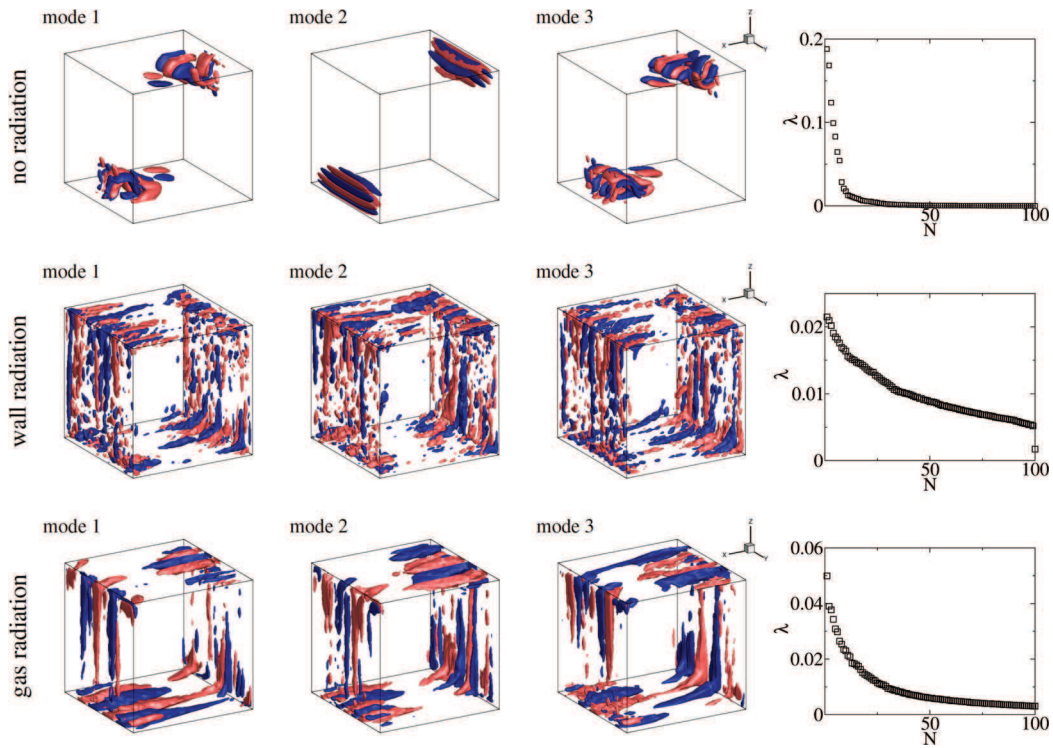 mode 1 mode 2 mode 3
no radiation
Z
X Y
0.2
0.1
0
λ
50 100
N
mode 1 mode 2 mode 3
wall radiation
Z
X Y
0.02
0.01
0
λ
50 100
N
mode 1 mode 2 mode 3
gas radiation
Z
X Y
0.06
0.04
0.02
0
λ
50 100
N